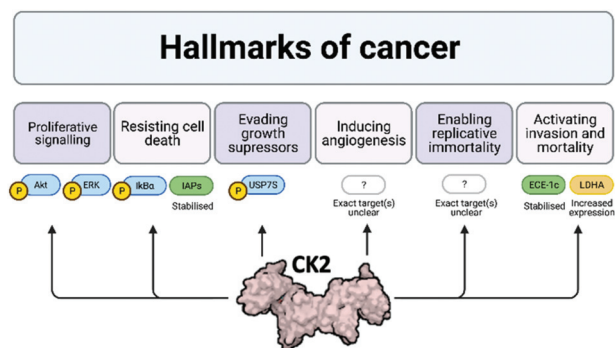 Hallmarks of cancer
Proliferative
signalling
Resisting cell
death
Evading
growth
supressors
Inducing
angiogenesis
Enabling
replicative
immortality
Activating
invasion and
mortality
P Akt
P ERK
P IkBα
IAPs
Stabilised
P USP7S
?
Exact target(s)
unclear
?
Exact target(s)
unclear
ECE-1c
Stabilised
LDHA
Increased
expression
CK2